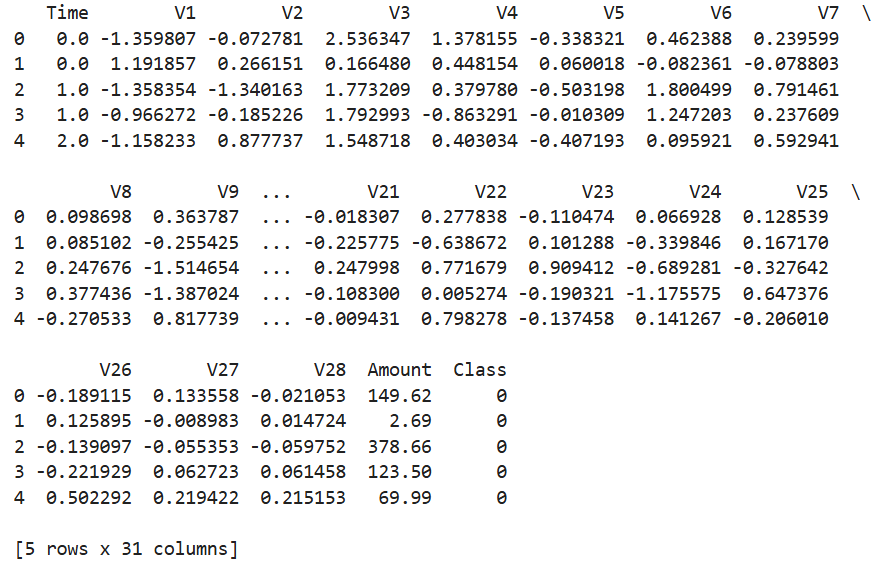 Time        V1        V2        V3        V4        V5        V6        V7  \
0   0.0 -1.359807 -0.072781  2.536347  1.378155 -0.338321  0.462388  0.239599
1   0.0  1.191857  0.266151  0.166480  0.448154  0.060018 -0.082361 -0.078803
2   1.0 -1.358354 -1.340163  1.773209  0.379780 -0.503198  1.800499  0.791461
3   1.0 -0.966272 -0.185226  1.792993 -0.863291 -0.010309  1.247203  0.237609
4   2.0 -1.158233  0.877737  1.548718  0.403034 -0.407193  0.095921  0.592941

         V8        V9  ...       V21       V22       V23       V24       V25  \
0  0.098698  0.363787  ... -0.018307  0.277838 -0.110474  0.066928  0.128539
1  0.085102 -0.255425  ... -0.225775 -0.638672  0.101288 -0.339846  0.167170
2  0.247676 -1.514654  ...  0.247998  0.771679  0.909412 -0.689281 -0.327642
3  0.377436 -1.387024  ... -0.108300  0.005274 -0.190321 -1.175575  0.647376
4 -0.270533  0.817739  ... -0.009431  0.798278 -0.137458  0.141267 -0.206010

        V26       V27       V28  Amount  Class
0 -0.189115  0.133558 -0.021053  149.62      0
1  0.125895 -0.008983  0.014724    2.69      0
2 -0.139097 -0.055353 -0.059752  378.66      0
3 -0.221929  0.062723  0.061458  123.50      0
4  0.502292  0.219422  0.215153   69.99      0

[5 rows x 31 columns]